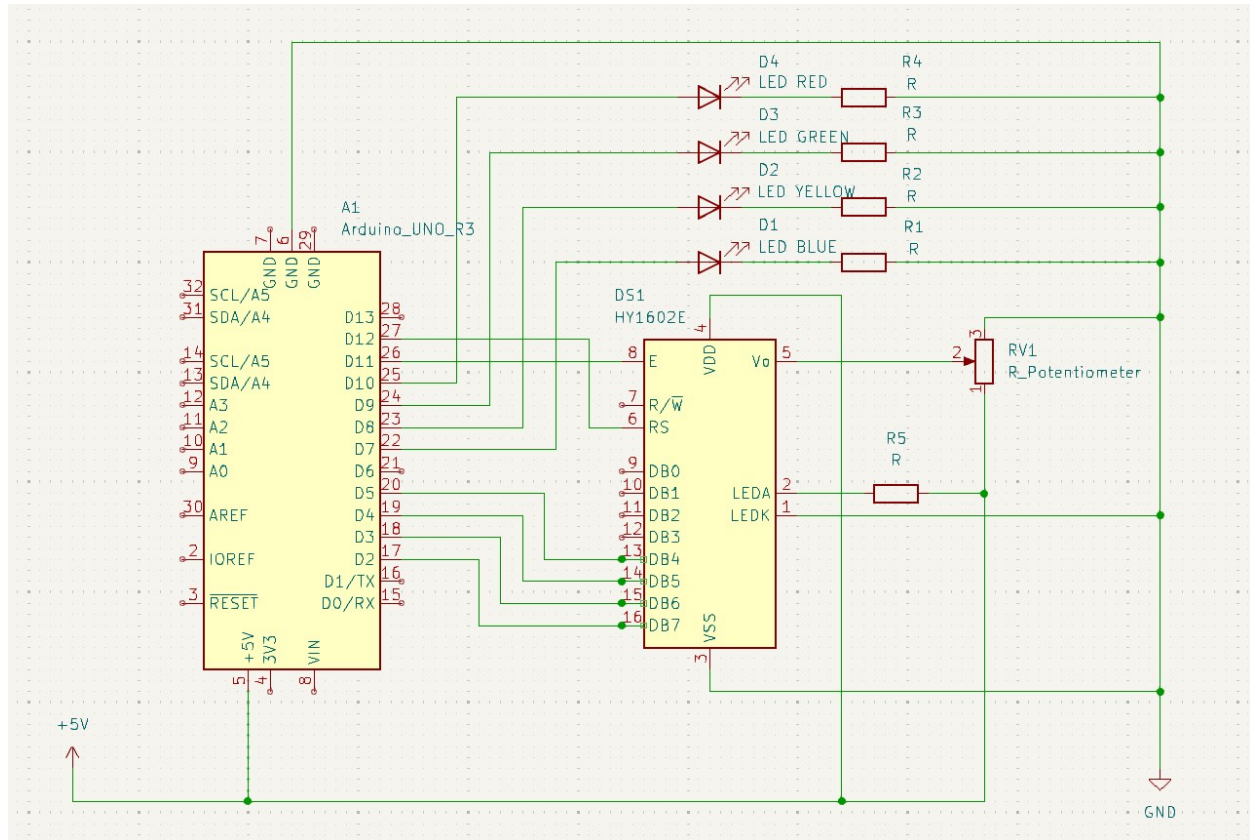 D4
LED RED
R4
R
D3
LED GREEN
R3
R
D2
LED YELLOW
R2
R
D1
LED BLUE
R1
R
A1
Arduino_UNO_R3
7
6
29
GND
GND
GND
32
SCL/A5
31
SDA/A4
14
SCL/A5
13
SDA/A4
12
A3
11
A2
10
A1
9
A0
30
AREF
2
IOREF
3
RESET
D13
28
D12
27
D11
26
D10
25
D9
24
D8
23
D7
22
D6
21
D5
20
D4
19
D3
18
D2
17
D1/TX
16
D0/RX
15
+5V
3V3
VIN
5
4
8
DS1
HY1602E
4
VDD
8
E
7
R/W
6
RS
9
DB0
10
DB1
11
DB2
12
DB3
13
DB4
14
DB5
15
DB6
16
DB7
Vo
5
LEDA
2
LEDK
1
VSS
3
3
2
1
RV1
R_Potentiometer
R5
R
+5V
GND